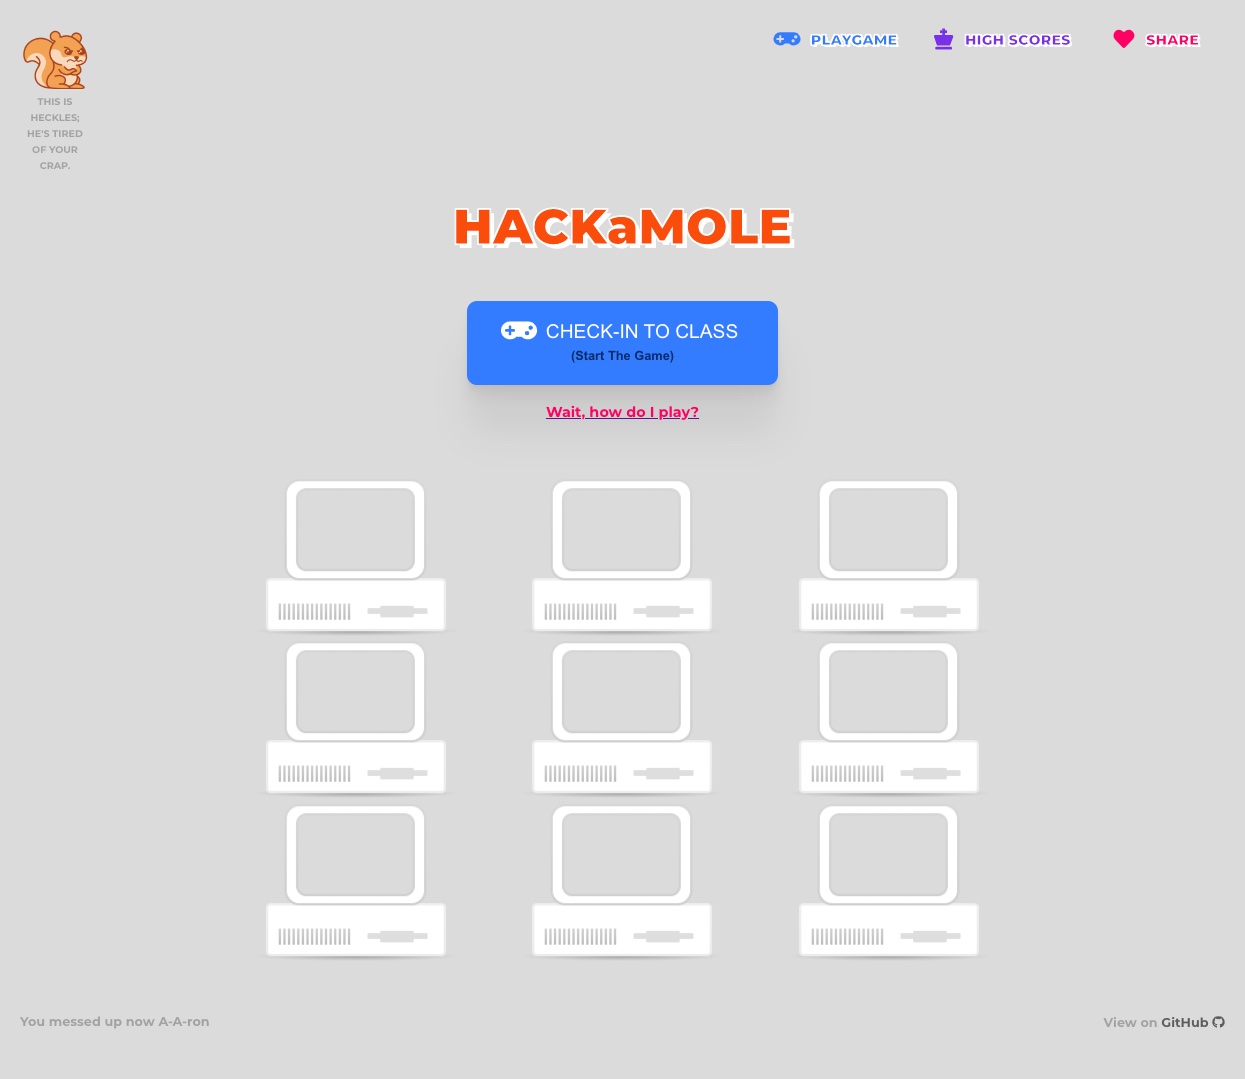 PLAYGAME
HIGH SCORES
SHARE
THIS IS
HECKLES;
HE'S TIRED
OF YOUR
CRAP.
HACKaMOLE
CHECK-IN TO CLASS
(Start The Game)
Wait, how do I play?
You messed up now A-A-ron
View on GitHub